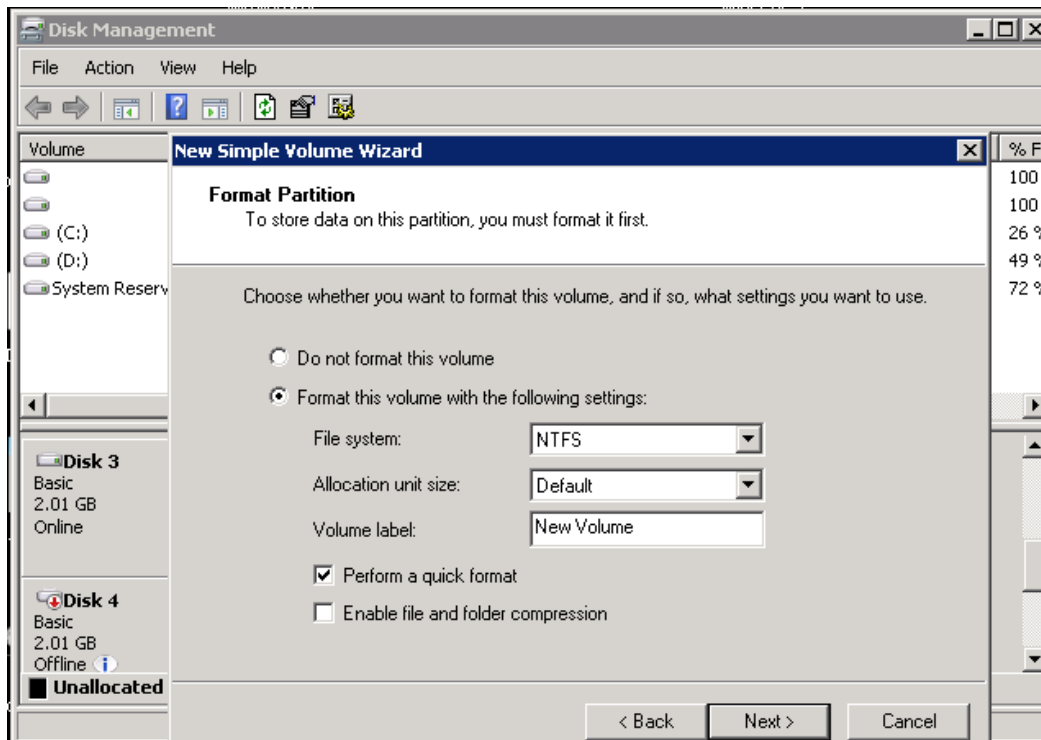 Disk Management
File Action View Help
Volume
% F
New Simple Volume Wizard
Format Partition
To store data on this partition, you must format it first.
100
100
(C:)
26 %
(D:)
49 %
System Reserv
72 %
Choose whether you want to format this volume, and if so, what settings you want to use.
Do not format this volume
Format this volume with the following settings:
File system: NTFS
Allocation unit size: Default
Volume label: New Volume
Perform a quick format
Enable file and folder compression
Disk 3
Basic
2.01 GB
Online
Disk 4
Basic
2.01 GB
Offline
Unallocated
< Back Next > Cancel